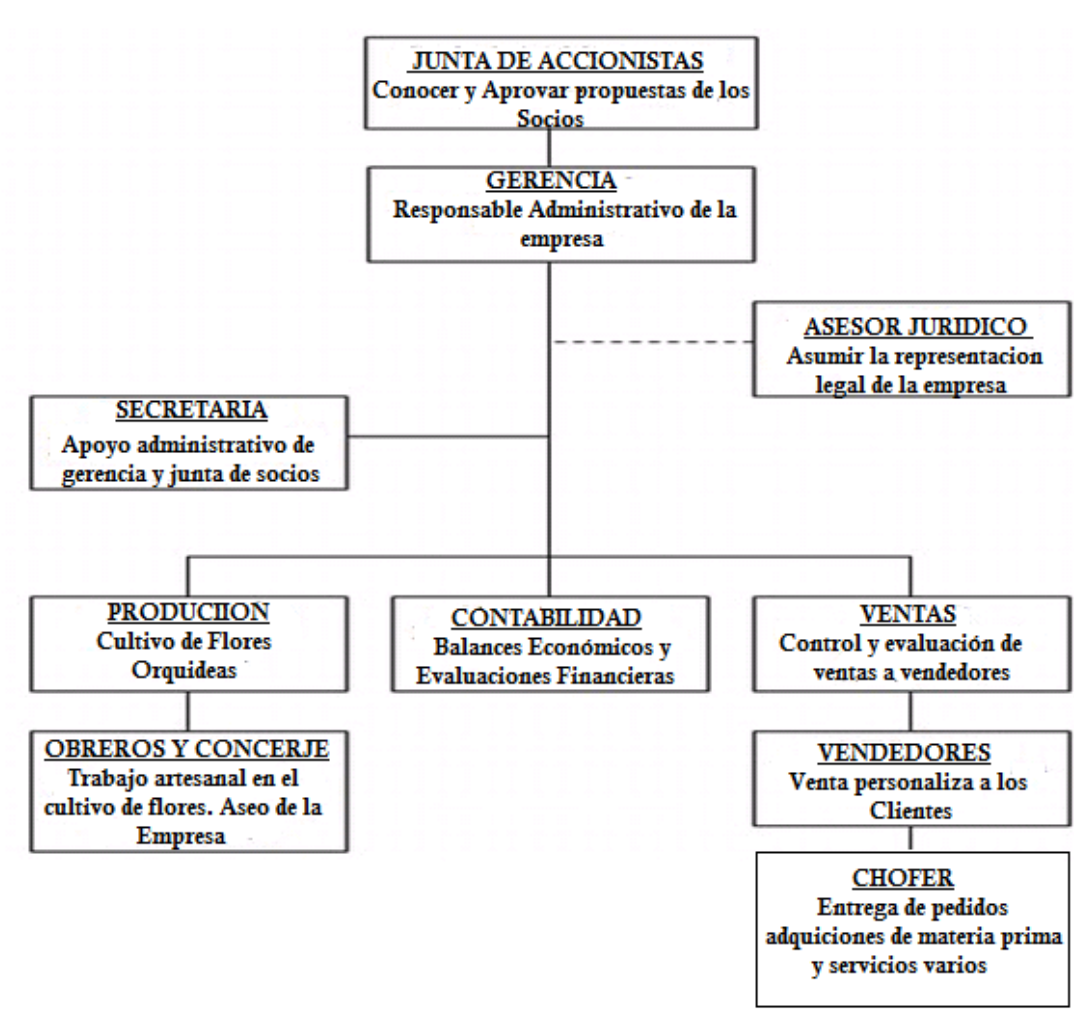 JUNTA DE ACCIONISTAS
Conocer y Aprovar propuestas de los
Socios
GERENCIA
Responsable Administrativo de la
empresa
ASESOR JURIDICO
Asumir la representacion
legal de la empresa
SECRETARIA
Apoyo administrativo de
gerencia y junta de socios
PRODUCIION
Cultivo de Flores
Orquideas
CONTABILIDAD
Balances Económicos y
Evaluaciones Financieras
VENTAS
Control y evaluación de
ventas a vendedores
OBREROS Y CONCERJE
Trabajo artesanal en el
cultivo de flores. Aseo de la
Empresa
VENDEDORES
Venta personaliza a los
Clientes
CHOFER
Entrega de pedidos
adquiciones de materia prima
y servicios varios